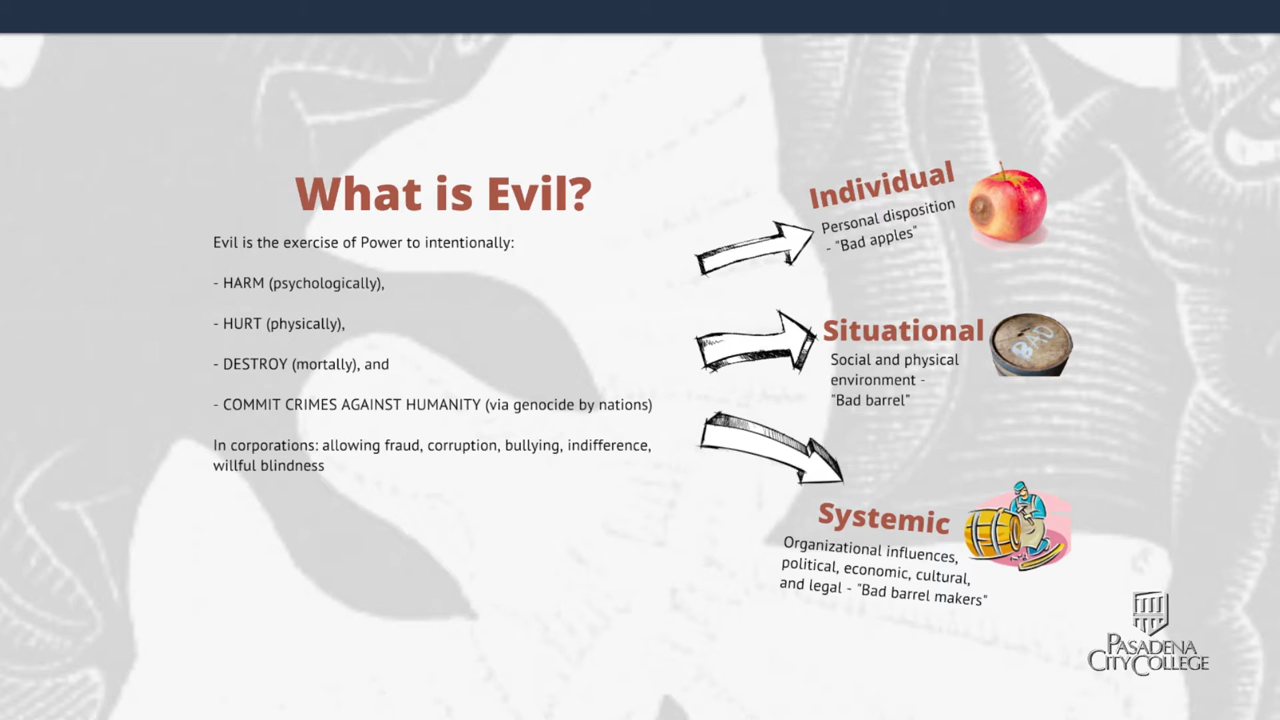 What is Evil?
Evil is the exercise of Power to intentionally:
- HARM (psychologically),
- HURT (physically),
- DESTROY (mortally), and
- COMMIT CRIMES AGAINST HUMANITY (via genocide by nations)
In corporations: allowing fraud, corruption, bullying, indifference,
willful blindness
Individual
Personal disposition
- "Bad apples"
Situational
Social and physical
environment -
"Bad barrel"
BAD
Systemic
Organizational influences,
political, economic, cultural,
and legal - "Bad barrel makers"
PASADENA
CITY COLLEGE